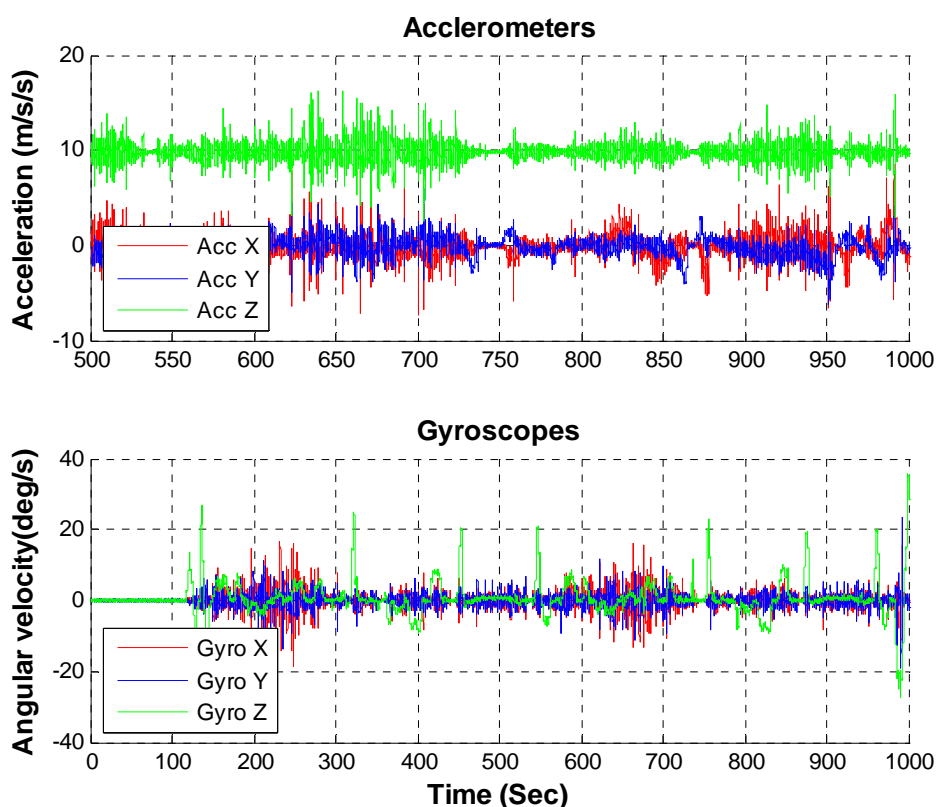 Acclerometers
Acceleration (m/s/s)
20
10
0
-10
Acc X
Acc Y
Acc Z
500 550 600 650 700 750 800 850 900 950 1000
Gyroscopes
Angular velocity(deg/s)
40
20
0
-20
-40
Gyro X
Gyro Y
Gyro Z
0 100 200 300 400 500 600 700 800 900 1000
Time (Sec)